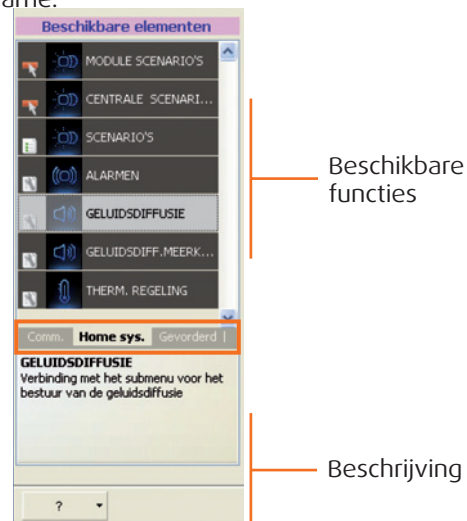 ame.
Beschikbare elementen
MODULE SCENARIO'S
CENTRALE SCENARI...
SCENARIO'S
ALARMEN
GELUIDSDIFFUSIE
GELUIDSDIFF.MEERK...
THERM. REGELING
Beschikbare
functies
Comm. Home sys. Gevorderd |
GELUIDSDIFFUSIE
Verbinding met het submenu voor het
bestuur van de geluidsdiffusie
Beschrijving
?